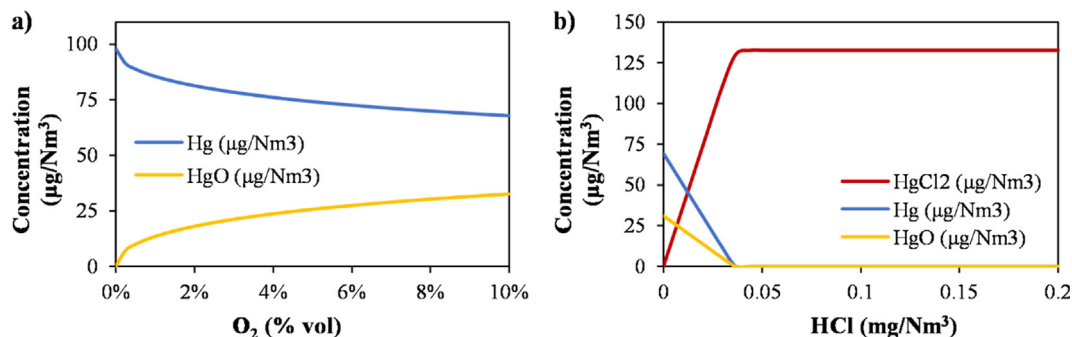 a)
Concentration
(μg/Nm³)
100
75
50
25
0
Hg (μg/Nm3)
HgO (μg/Nm3)
0% 2% 4% 6% 8% 10%
O₂ (% vol)
b)
Concentration
(μg/Nm³)
150
125
100
75
50
25
0
HgCl2 (μg/Nm3)
Hg (μg/Nm3)
HgO (μg/Nm3)
0 0.05 0.1 0.15 0.2
HCl (mg/Nm³)